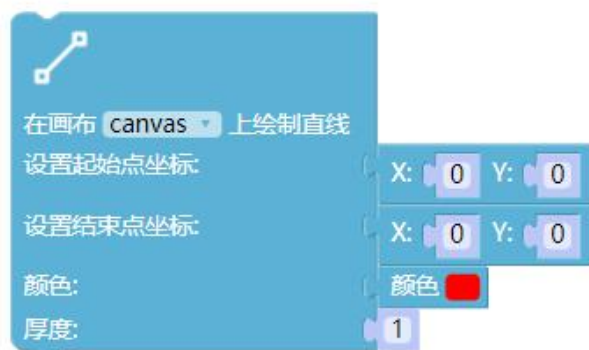 在画布 canvas 上绘制直线
设置起始点坐标: X: 0 Y: 0
设置结束点坐标: X: 0 Y: 0
颜色: 颜色
厚度: 1